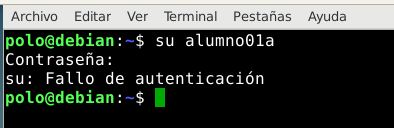 Archivo Editar Ver Terminal Pestañas Ayuda
polo@debian:~$ su alumno01a
Contraseña:
su: Fallo de autenticación
polo@debian:~$